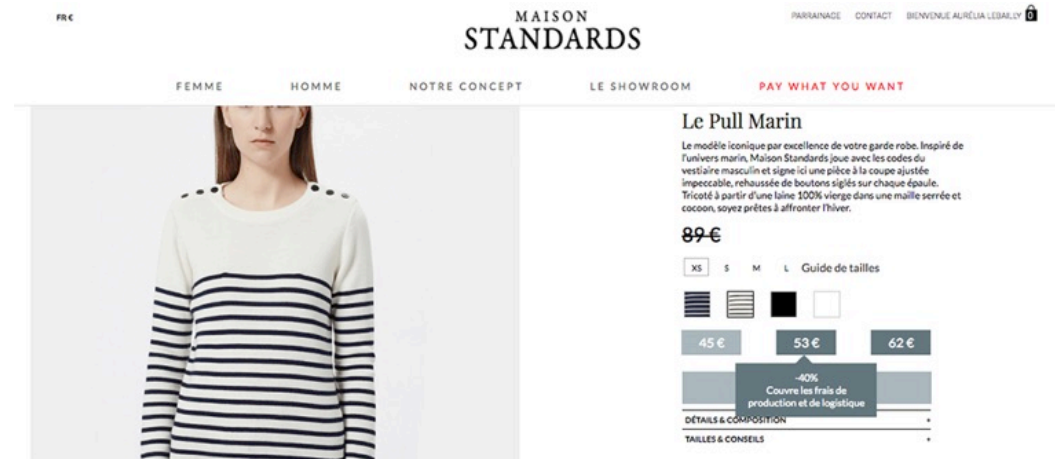 FR €
PARRAINAGE CONTACT BIENVENUE AURÉLIA LEBAILLY 0
MAISON
STANDARDS
FEMME HOMME NOTRE CONCEPT LE SHOWROOM PAY WHAT YOU WANT
Le Pull Marin
Le modèle iconique par excellence de votre garde robe. Inspiré de
l'univers marin, Maison Standards joue avec les codes du
vestiaire masculin et signe ici une pièce à la coupe ajustée
impeccable, rehaussée de boutons siglés sur chaque épaule.
Tricoté à partir d'une laine 100% vierge dans une maille serrée et
cocoon, soyez prêtes à affronter l'hiver.
89 €
XS S M L Guide de tailles
45 € 53 € 62 €
-40%
Couvre les frais de
production et de logistique
DÉTAILS & COMPOSITION +
TAILLES & CONSEILS +